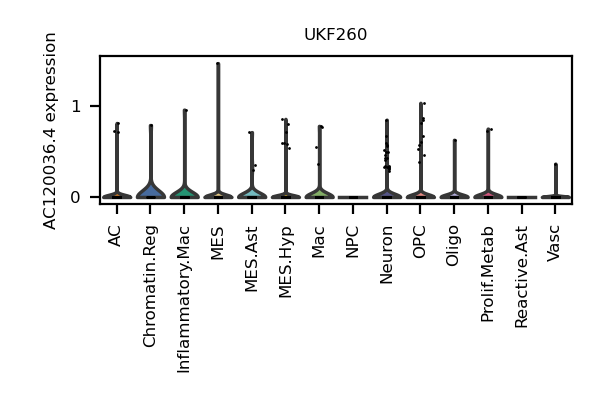 UKF260
AC120036.4 expression
1
0
AC
Chromatin.Reg
Inflammatory.Mac
MES
MES.Ast
MES.Hyp
Mac
NPC
Neuron
OPC
Oligo
Prolif.Metab
Reactive.Ast
Vasc